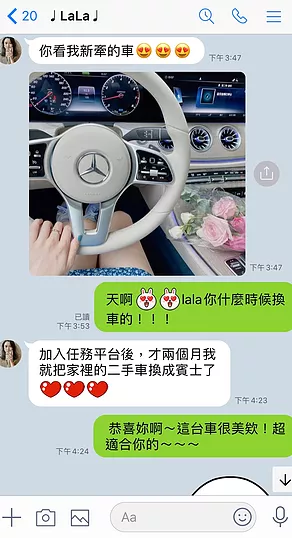 20 ♩LaLa♩
你看我新牽的車😍😍😍
下午3:47
下午3:47
天啊 lala你什麼時候換
車的！！！
已讀
下午3:53
加入任務平台後，才兩個月我
就把家裡的二手車換成賓士了
下午4:23
恭喜妳啊～這台車很美欸！超
適合你的～～～
下午4:24
Aa